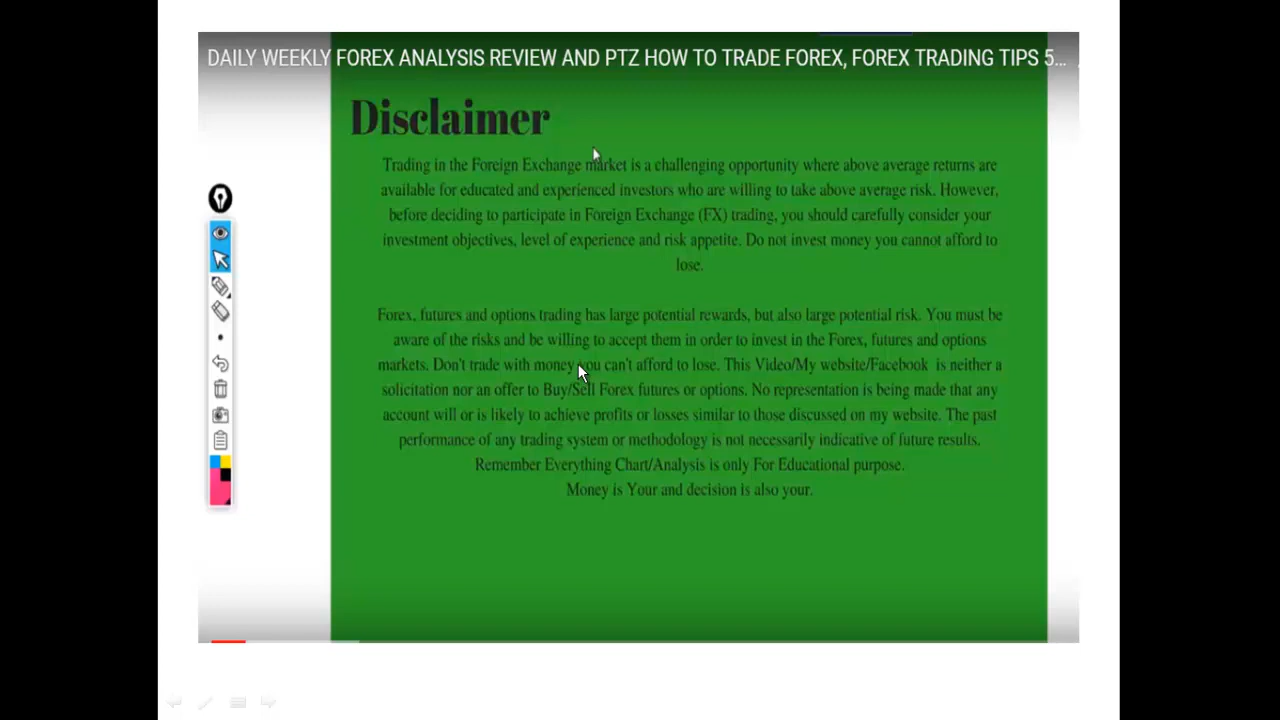 DAILY WEEKLY FOREX ANALYSIS REVIEW AND PTZ HOW TO TRADE FOREX, FOREX TRADING TIPS 5...
Disclaimer
Trading in the Foreign Exchange market is a challenging opportunity where above average returns are
available for educated and experienced investors who are willing to take above average risk. However,
before deciding to participate in Foreign Exchange (FX) trading, you should carefully consider your
investment objectives, level of experience and risk appetite. Do not invest money you cannot afford to
lose.
Forex, futures and options trading has large potential rewards, but also large potential risk. You must be
aware of the risks and be willing to accept them in order to invest in the Forex, futures and options
markets. Don't trade with money you can't afford to lose. This Video/My website/Facebook is neither a
solicitation nor an offer to Buy/Sell Forex futures or options. No representation is being made that any
account will or is likely to achieve profits or losses similar to those discussed on my website. The past
performance of any trading system or methodology is not necessarily indicative of future results.
Remember Everything Chart/Analysis is only For Educational purpose.
Money is Your and decision is also your.